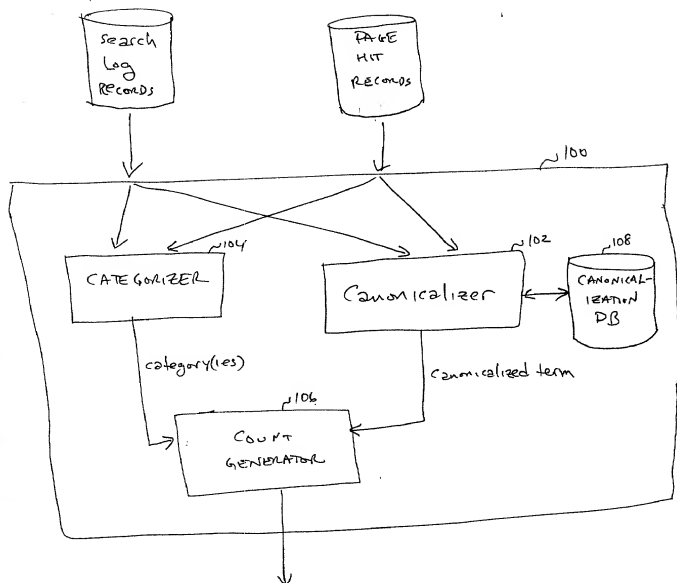 Search
Log
RECORDS
PAGE
HIT
RECORDS
100
104
102
108
CATEGORIZER
Canonicalizer
CANONICAL-
IZATION
DB
category(ies)
Canonicalized term
106
COUNT
GENERATOR